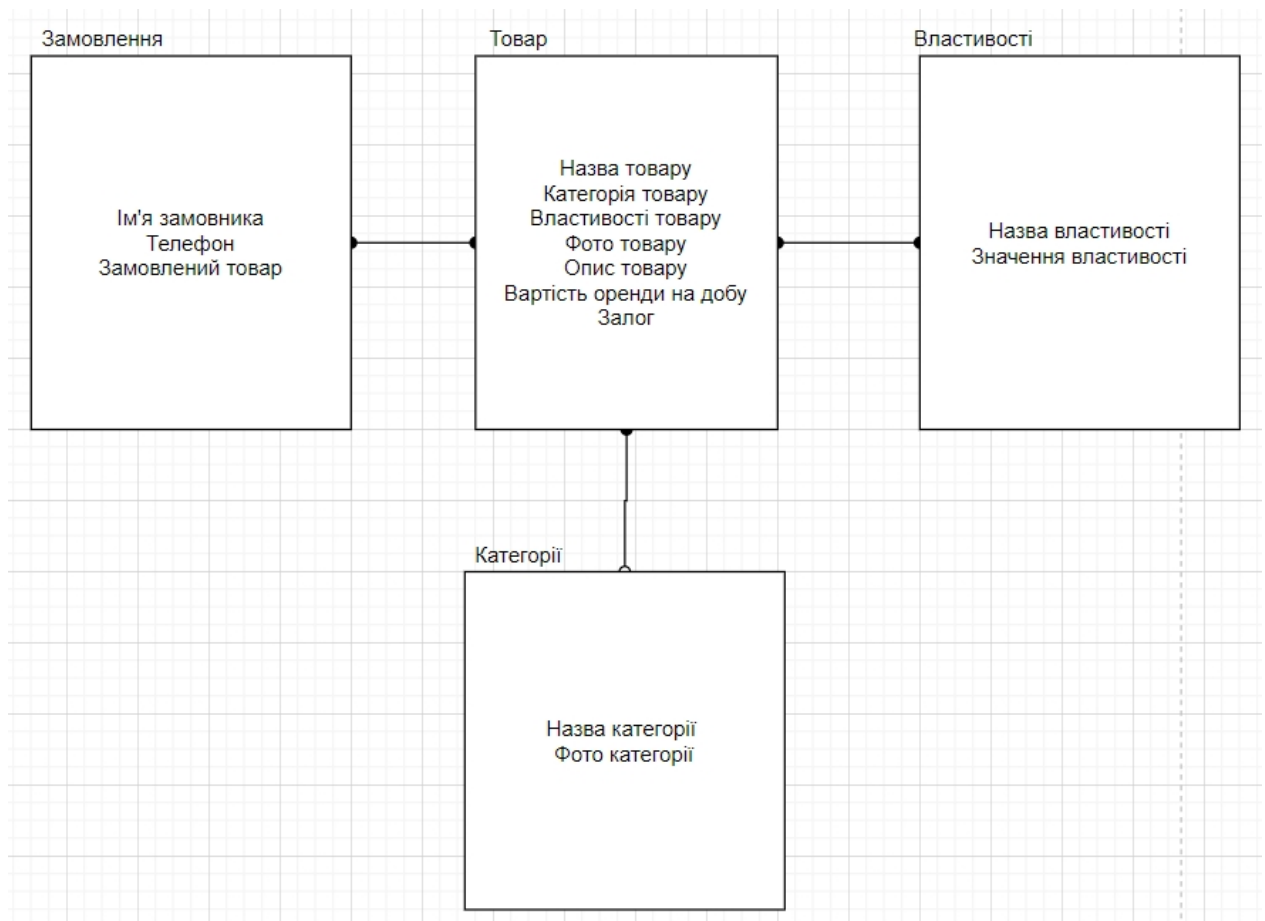 Замовлення
Ім'я замовника
Телефон
Замовлений товар
Товар
Назва товару
Категорія товару
Властивості товару
Фото товару
Опис товару
Вартість оренди на добу
Залог
Властивості
Назва властивості
Значення властивості
Категорії
Назва категорії
Фото категорії